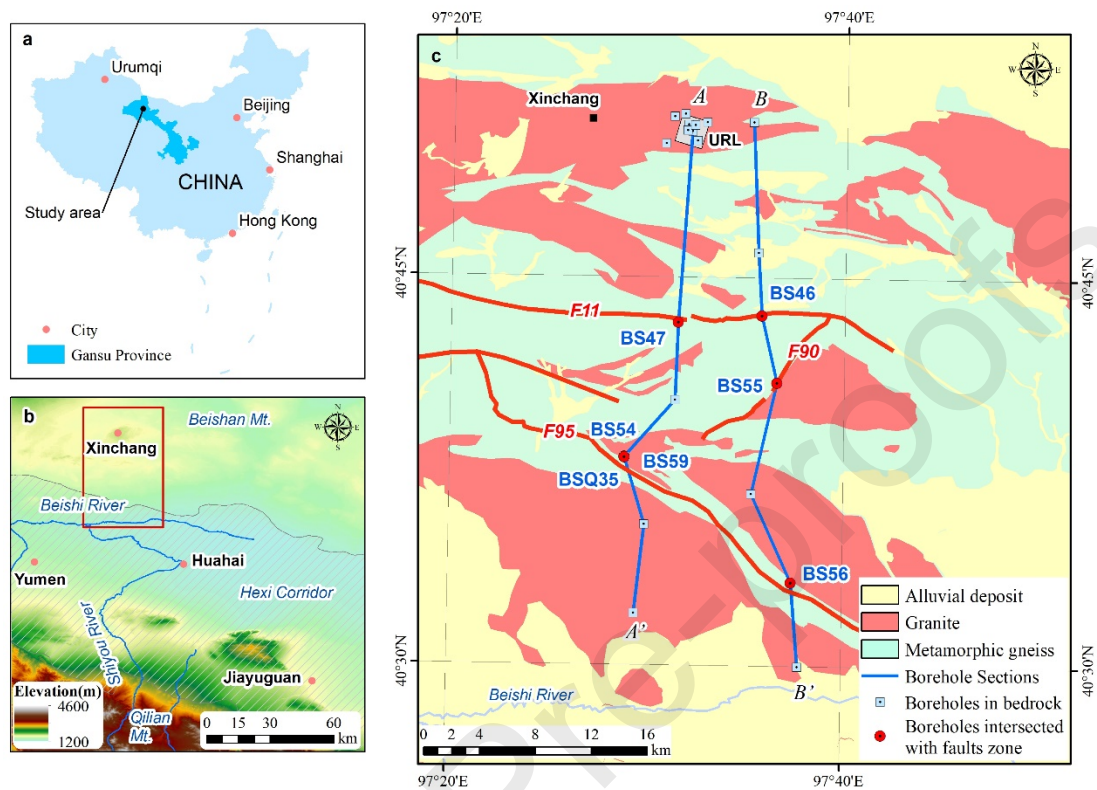 a
Urumqi
Beijing
Shanghai
CHINA
Study area
Hong Kong
City
Gansu Province
b
N
W E
S
Beishan Mt.
Xinchang
Beishi River
Huahai
Yumen
Hexi Corridor
Shiyou River
Jiayuguan
Elevation(m)
4600
1200
Qilian
Mt.
0 15 30 60
km
97°20'E 97°40'E
c
N
W E
S
A B
Xinchang
URL
40°45'N 40°45'N
BS46
F11
BS47
F90
BS55
BS54
F95
BS59
BSQ35
BS56
A’
B’
40°30'N 40°30'N
Beishi River
0 2 4 8 12 16
km
Alluvial deposit
Granite
Metamorphic gneiss
Borehole Sections
Boreholes in bedrock
Boreholes intersected
with faults zone
97°20'E 97°40'E
pre-proofs